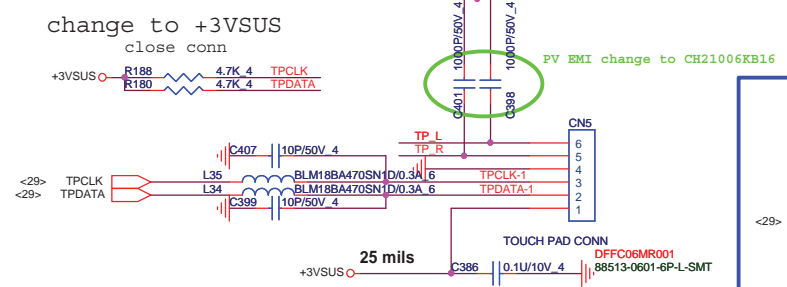 change to +3VSUS
close conn
+3VSUS
R188 4.7K_4 TPCLK
R180 4.7K_4 TPDATA
1000P/50V_4
1000P/50V_4
C401
C398
PV EMI change to CH21006KB16
CN5
TP_L
TP_R
6
5
4
3
2
1
C407 10P/50V_4
<29> TPCLK L35 BLM18BA470SN1D/0.3A_6 TPCLK-1
<29> TPDATA L34 BLM18BA470SN1D/0.3A_6 TPDATA-1
C399 10P/50V_4
<29>
TOUCH PAD CONN
25 mils
DFFC06MR001
+3VSUS C386 0.1U/10V_4 88513-0601-6P-L-SMT